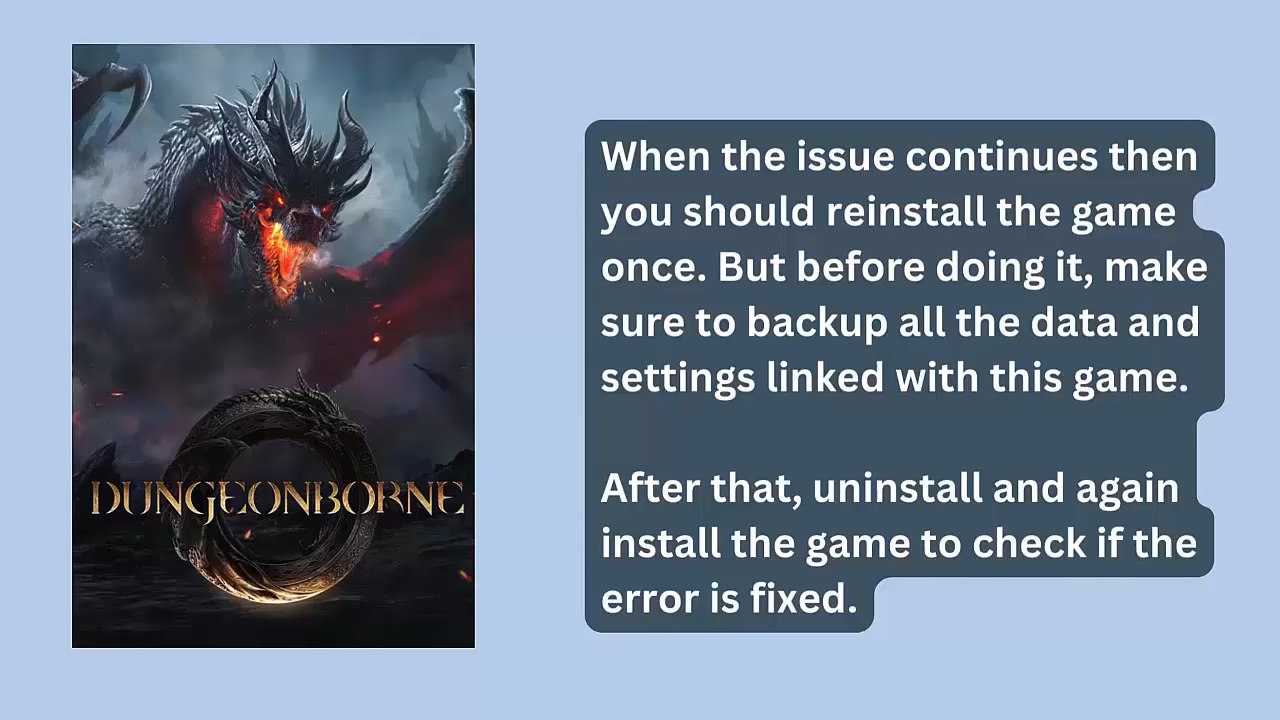 DUNGEONBORNE
When the issue continues then
you should reinstall the game
once. But before doing it, make
sure to backup all the data and
settings linked with this game.
After that, uninstall and again
install the game to check if the
error is fixed.